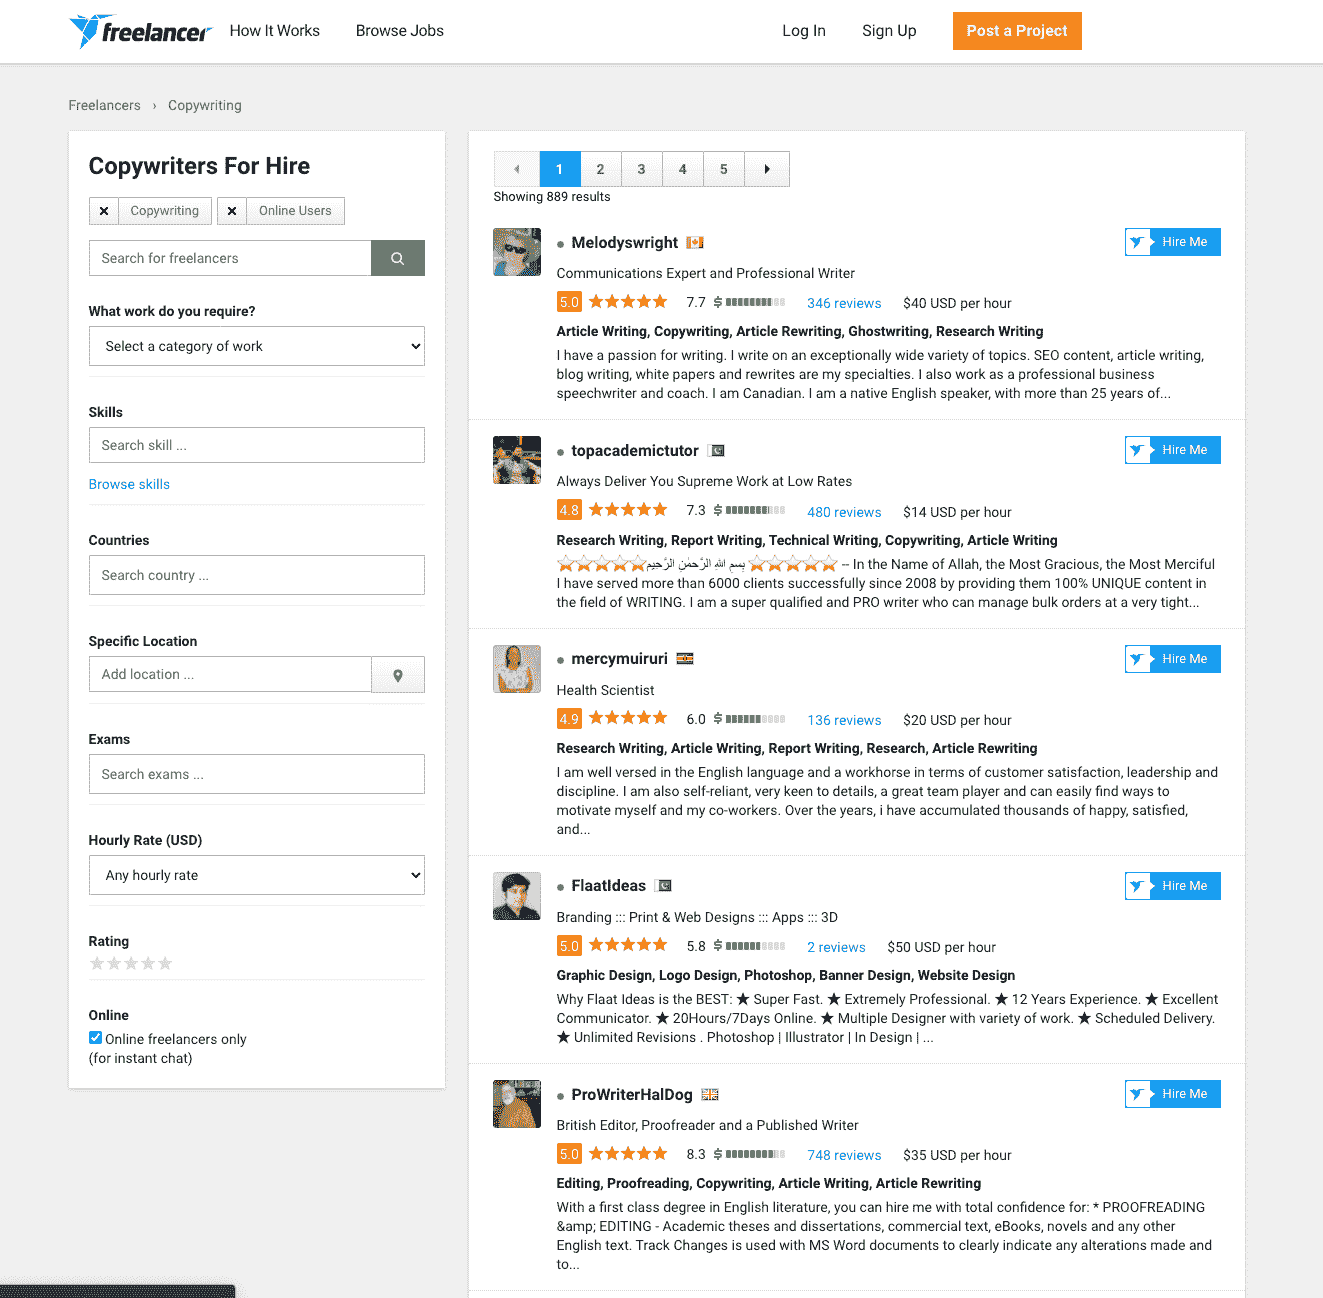 freelancer How It Works Browse Jobs Log In Sign Up Post a Project
Freelancers › Copywriting
Copywriters For Hire
× Copywriting × Online Users
Search for freelancers
What work do you require?
Select a category of work
Skills
Search skill ...
Browse skills
Countries
Search country ...
Specific Location
Add location ...
Exams
Search exams ...
Hourly Rate (USD)
Any hourly rate
Rating
Online
Online freelancers only
(for instant chat)
1 2 3 4 5
Showing 889 results
Melodyswright Hire Me
Communications Expert and Professional Writer
5.0 ★★★★★ 7.7 $ 346 reviews $40 USD per hour
Article Writing, Copywriting, Article Rewriting, Ghostwriting, Research Writing
I have a passion for writing. I write on an exceptionally wide variety of topics. SEO content, article writing,
blog writing, white papers and rewrites are my specialties. I also work as a professional business
speechwriter and coach. I am Canadian. I am a native English speaker, with more than 25 years of...
topacademictutor Hire Me
Always Deliver You Supreme Work at Low Rates
4.8 ★★★★★ 7.3 $ 480 reviews $14 USD per hour
Research Writing, Report Writing, Technical Writing, Copywriting, Article Writing
⭐⭐⭐⭐⭐بِسمِ اللهِ الرَّحمٰنِ الرَّحِيمِ ⭐⭐⭐⭐⭐ -- In the Name of Allah, the Most Gracious, the Most Merciful
I have served more than 6000 clients successfully since 2008 by providing them 100% UNIQUE content in
the field of WRITING. I am a super qualified and PRO writer who can manage bulk orders at a very tight...
mercymuiruri Hire Me
Health Scientist
4.9 ★★★★★ 6.0 $ 136 reviews $20 USD per hour
Research Writing, Article Writing, Report Writing, Research, Article Rewriting
I am well versed in the English language and a workhorse in terms of customer satisfaction, leadership and
discipline. I am also self-reliant, very keen to details, a great team player and can easily find ways to
motivate myself and my co-workers. Over the years, i have accumulated thousands of happy, satisfied,
and...
FlaatIdeas Hire Me
Branding ::: Print & Web Designs ::: Apps ::: 3D
5.0 ★★★★★ 5.8 $ 2 reviews $50 USD per hour
Graphic Design, Logo Design, Photoshop, Banner Design, Website Design
Why Flaat Ideas is the BEST: ★ Super Fast. ★ Extremely Professional. ★ 12 Years Experience. ★ Excellent
Communicator. ★ 20Hours/7Days Online. ★ Multiple Designer with variety of work. ★ Scheduled Delivery.
★ Unlimited Revisions . Photoshop | Illustrator | In Design | ...
ProWriterHalDog Hire Me
British Editor, Proofreader and a Published Writer
5.0 ★★★★★ 8.3 $ 748 reviews $35 USD per hour
Editing, Proofreading, Copywriting, Article Writing, Article Rewriting
With a first class degree in English literature, you can hire me with total confidence for: * PROOFREADING
&amp; EDITING - Academic theses and dissertations, commercial text, eBooks, novels and any other
English text. Track Changes is used with MS Word documents to clearly indicate any alterations made and
to...